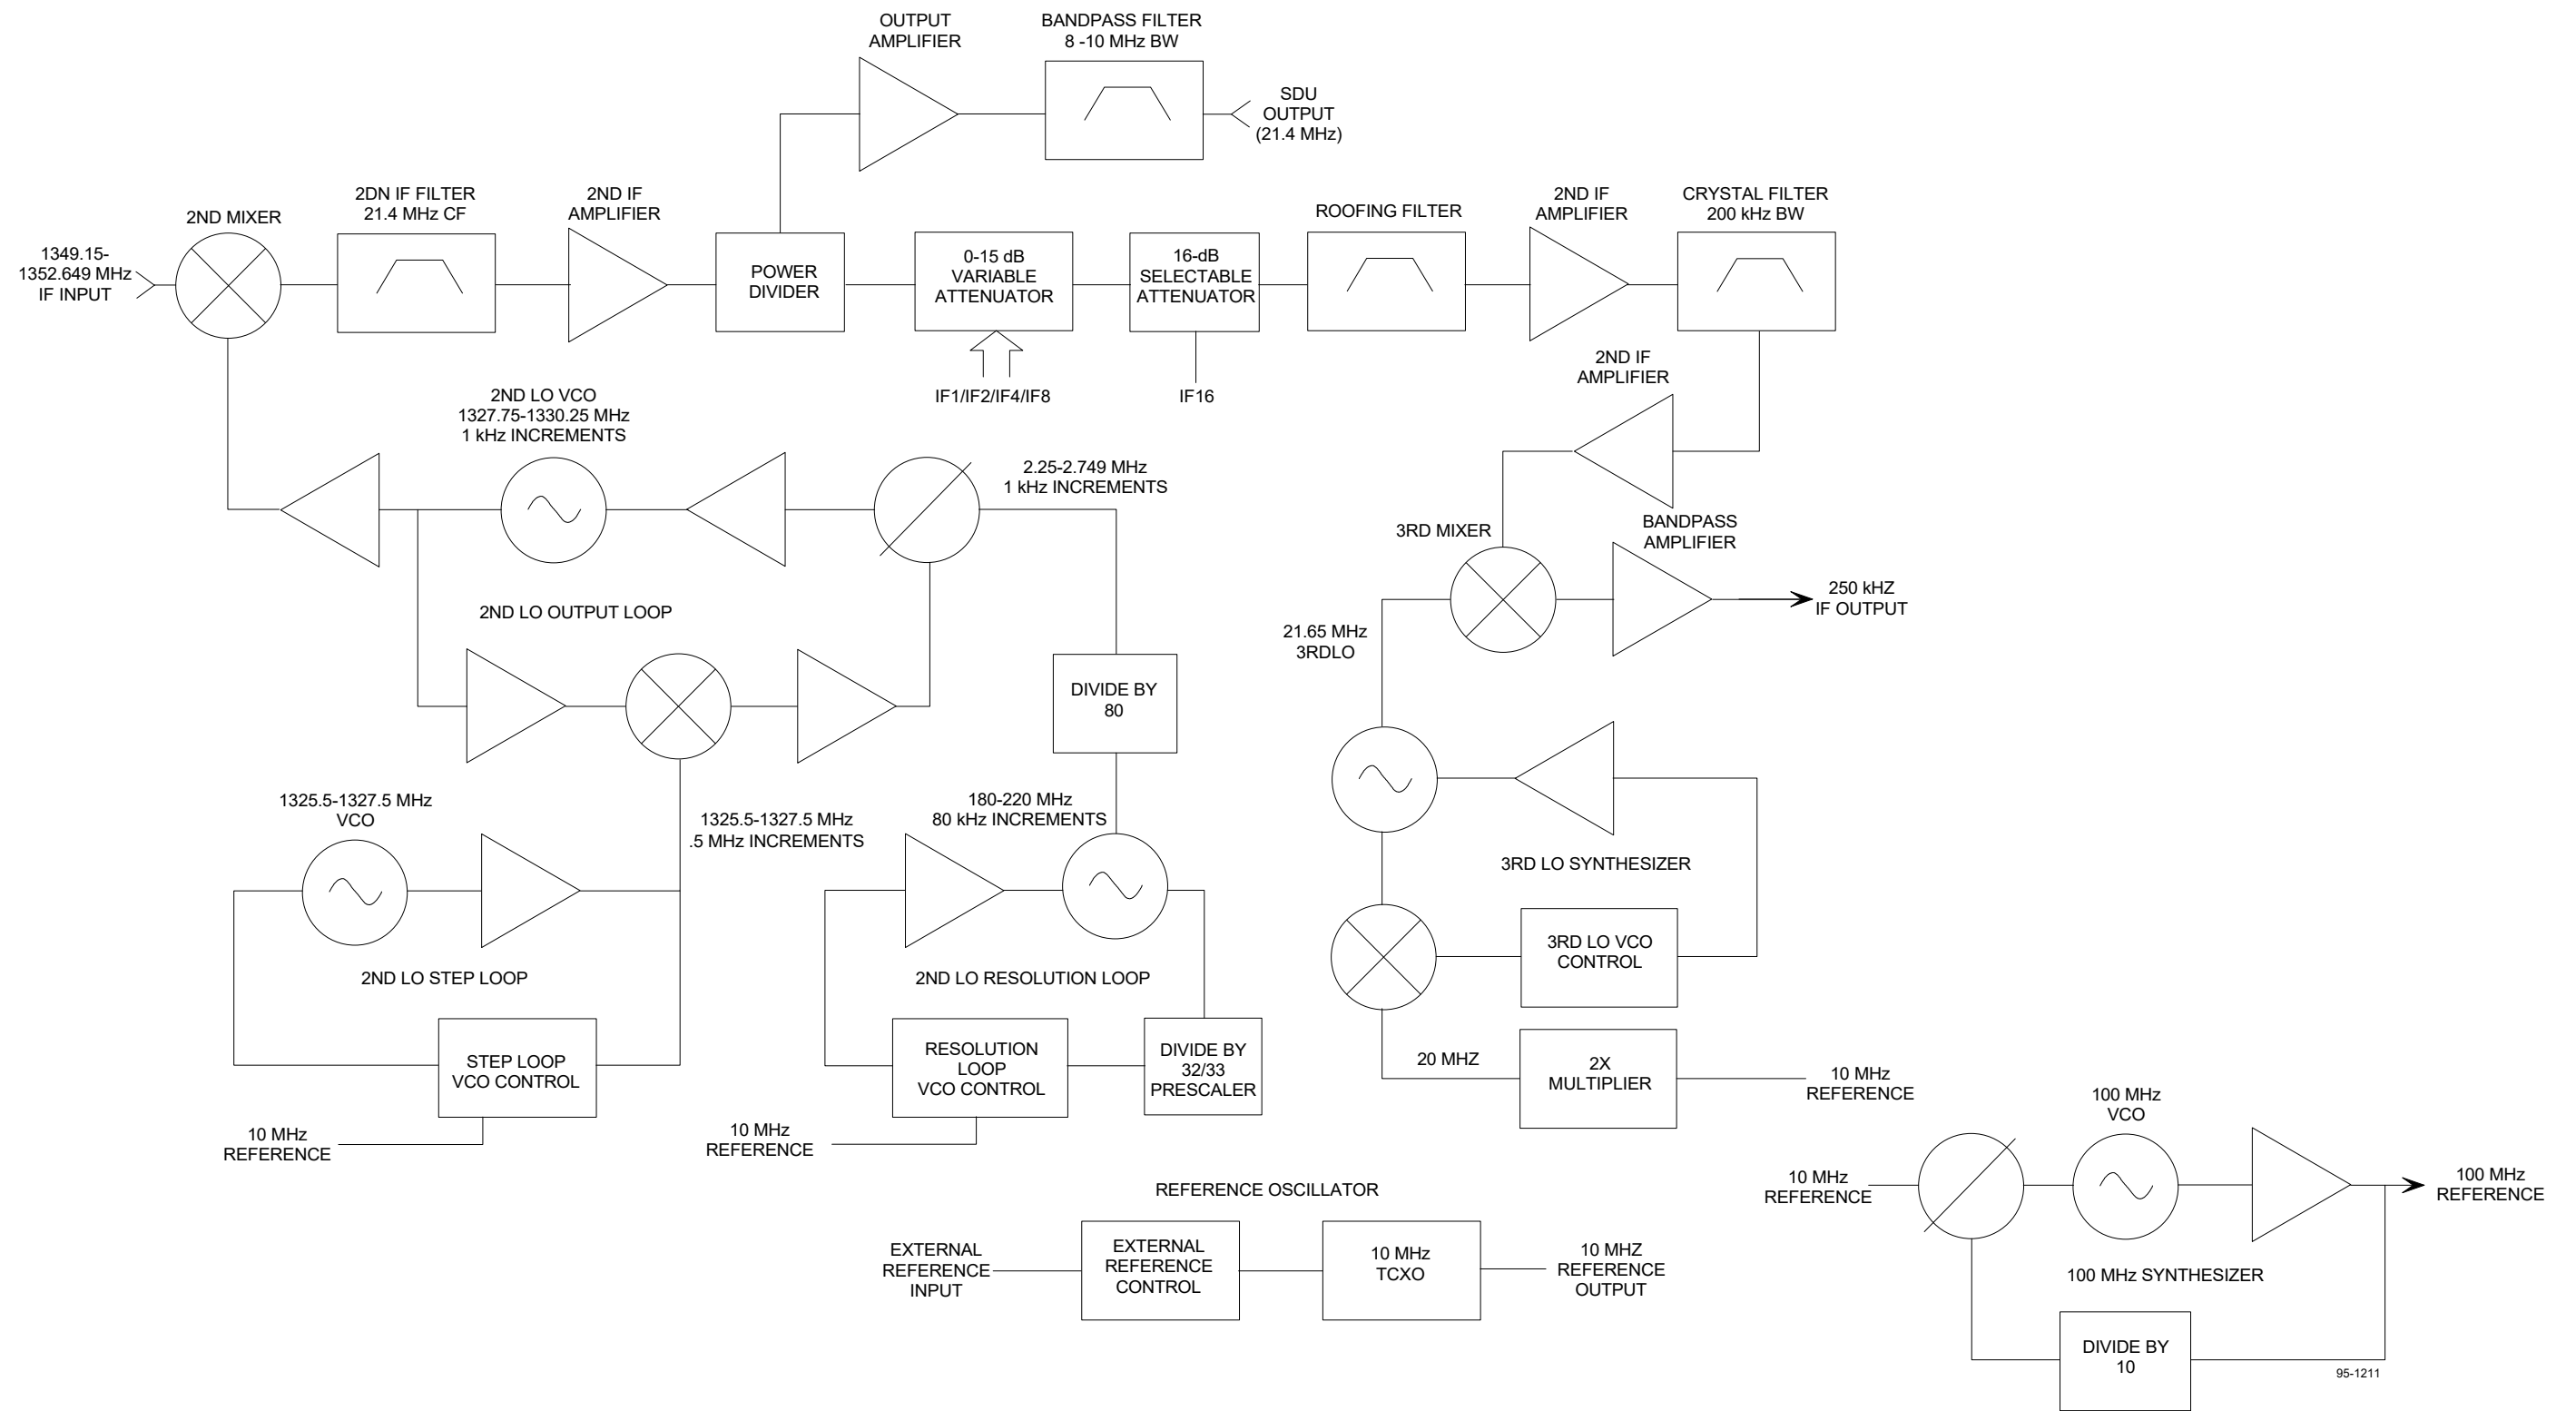 OUTPUT
AMPLIFIER
BANDPASS FILTER
8 -10 MHz BW
SDU
OUTPUT
(21.4 MHz)
2ND MIXER
2DN IF FILTER
21.4 MHz CF
2ND IF
AMPLIFIER
ROOFING FILTER
2ND IF
AMPLIFIER
CRYSTAL FILTER
200 kHz BW
1349.15-
1352.649 MHz
IF INPUT
POWER
DIVIDER
0-15 dB
VARIABLE
ATTENUATOR
16-dB
SELECTABLE
ATTENUATOR
IF1/IF2/IF4/IF8
IF16
2ND IF
AMPLIFIER
2ND LO VCO
1327.75-1330.25 MHz
1 kHz INCREMENTS
2.25-2.749 MHz
1 kHz INCREMENTS
3RD MIXER
BANDPASS
AMPLIFIER
250 kHZ
IF OUTPUT
2ND LO OUTPUT LOOP
21.65 MHz
3RDLO
DIVIDE BY
80
1325.5-1327.5 MHz
VCO
1325.5-1327.5 MHz
.5 MHz INCREMENTS
180-220 MHz
80 kHz INCREMENTS
3RD LO SYNTHESIZER
3RD LO VCO
CONTROL
2ND LO STEP LOOP
2ND LO RESOLUTION LOOP
STEP LOOP
VCO CONTROL
RESOLUTION
LOOP
VCO CONTROL
DIVIDE BY
32/33
PRESCALER
20 MHZ
2X
MULTIPLIER
10 MHz
REFERENCE
10 MHz
REFERENCE
10 MHz
REFERENCE
100 MHz
VCO
10 MHz
REFERENCE
100 MHz
REFERENCE
REFERENCE OSCILLATOR
EXTERNAL
REFERENCE
INPUT
EXTERNAL
REFERENCE
CONTROL
10 MHz
TCXO
10 MHZ
REFERENCE
OUTPUT
100 MHz SYNTHESIZER
DIVIDE BY
10
95-1211